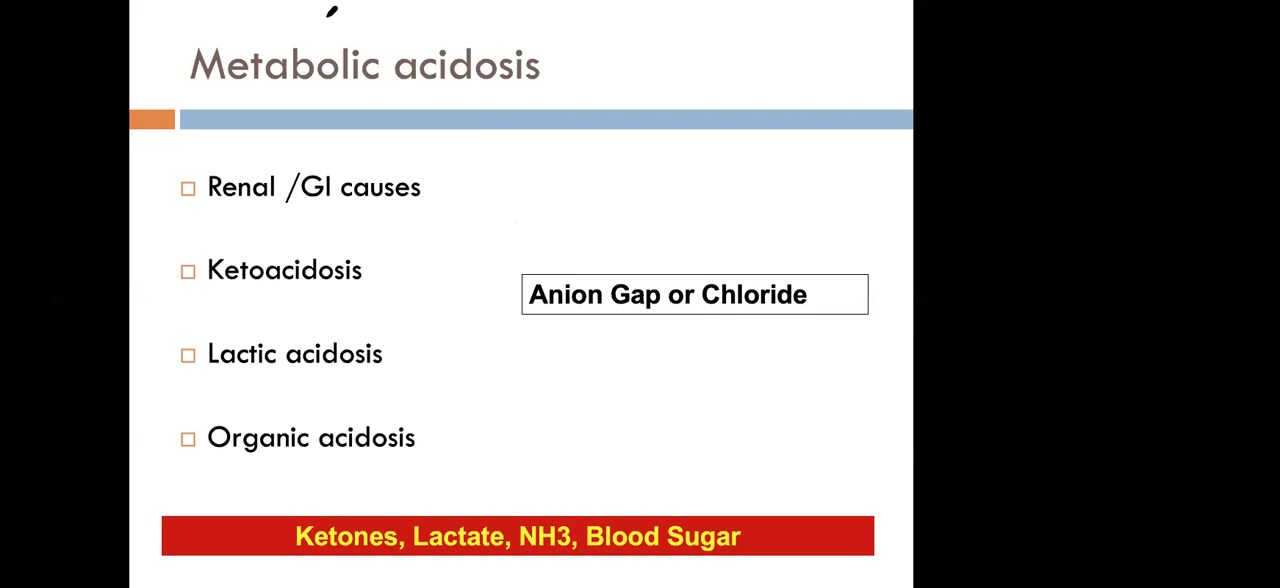 Metabolic acidosis
Renal /GI causes
Ketoacidosis
Anion Gap or Chloride
Lactic acidosis
Organic acidosis
Ketones, Lactate, NH3, Blood Sugar